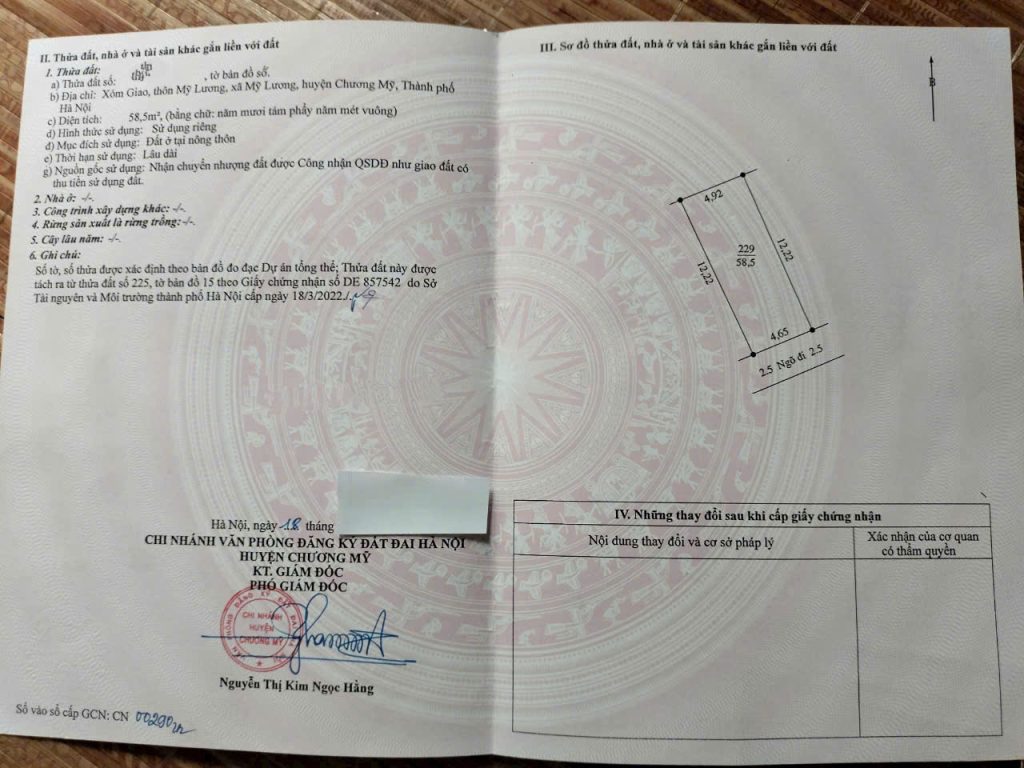 II. Thửa đất, nhà ở và tài sản khác gắn liền với đất
1. Thửa đất:
a) Thửa đất số: , tờ bản đồ số,
b) Địa chỉ: Xóm Giao, thôn Mỹ Lương, xã Mỹ Lương, huyện Chương Mỹ, Thành phố
Hà Nội
c) Diện tích: 58,5m², (bằng chữ: năm mươi tám phẩy năm mét vuông)
d) Hình thức sử dụng: Sử dụng riêng
đ) Mục đích sử dụng: Đất ở tại nông thôn
e) Thời hạn sử dụng: Lâu dài
g) Nguồn gốc sử dụng: Nhận chuyển nhượng đất được Công nhận QSDĐ như giao đất có
thu tiền sử dụng đất.
2. Nhà ở: -/-.
3. Công trình xây dựng khác: -/-.
4. Rừng sản xuất là rừng trồng: -/-.
5. Cây lâu năm: -/-.
6. Ghi chú:
Số tờ, số thửa được xác định theo bản đồ đo đạc Dự án tổng thể; Thửa đất này được
tách ra từ thửa đất số 225, tờ bản đồ 15 theo Giấy chứng nhận số DE 857542 do Sở
Tài nguyên và Môi trường thành phố Hà Nội cấp ngày 18/3/2022./.
Hà Nội, ngày 18 tháng
CHI NHÁNH VĂN PHÒNG ĐĂNG KÝ ĐẤT ĐAI HÀ NỘI
HUYỆN CHƯƠNG MỸ
KT. GIÁM ĐỐC
PHÓ GIÁM ĐỐC
CHI NHÁNH
HUYỆN
CHƯƠNG MỸ
Nguyễn Thị Kim Ngọc Hằng
Số vào sổ cấp GCN: CN 00290
III. Sơ đồ thửa đất, nhà ở và tài sản khác gắn liền với đất
B
4,92
12,22
229
58,5
12,22
4,65
2.5 Ngõ đi 2.5
IV. Những thay đổi sau khi cấp giấy chứng nhận
Nội dung thay đổi và cơ sở pháp lý
Xác nhận của cơ quan
có thẩm quyền